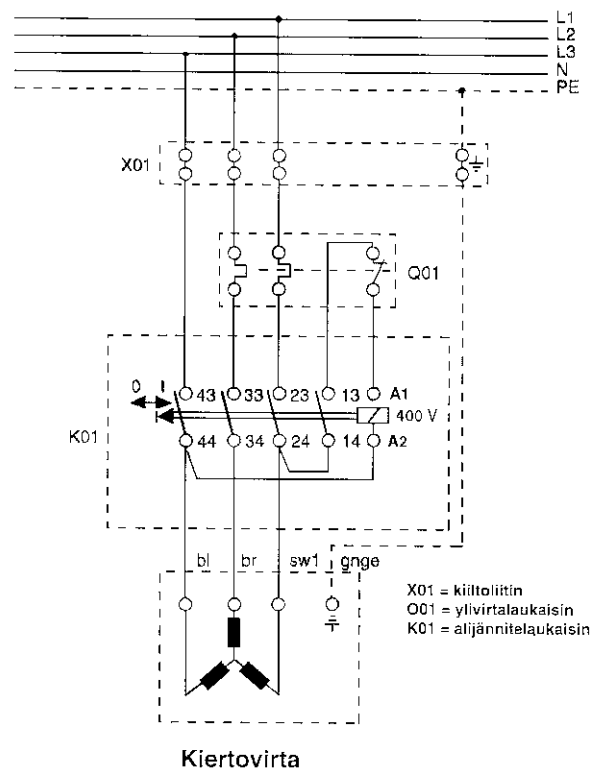 L1
L2
L3
N
PE
X01
Q01
0 I
43 33 23 13 A1
400 V
K01
44 34 24 14 A2
bl br sw1 gnge
X01 = kiiltoliitin
O01 = ylivirtalaukaisin
K01 = alijännitelaukaisin
Kiertovirta